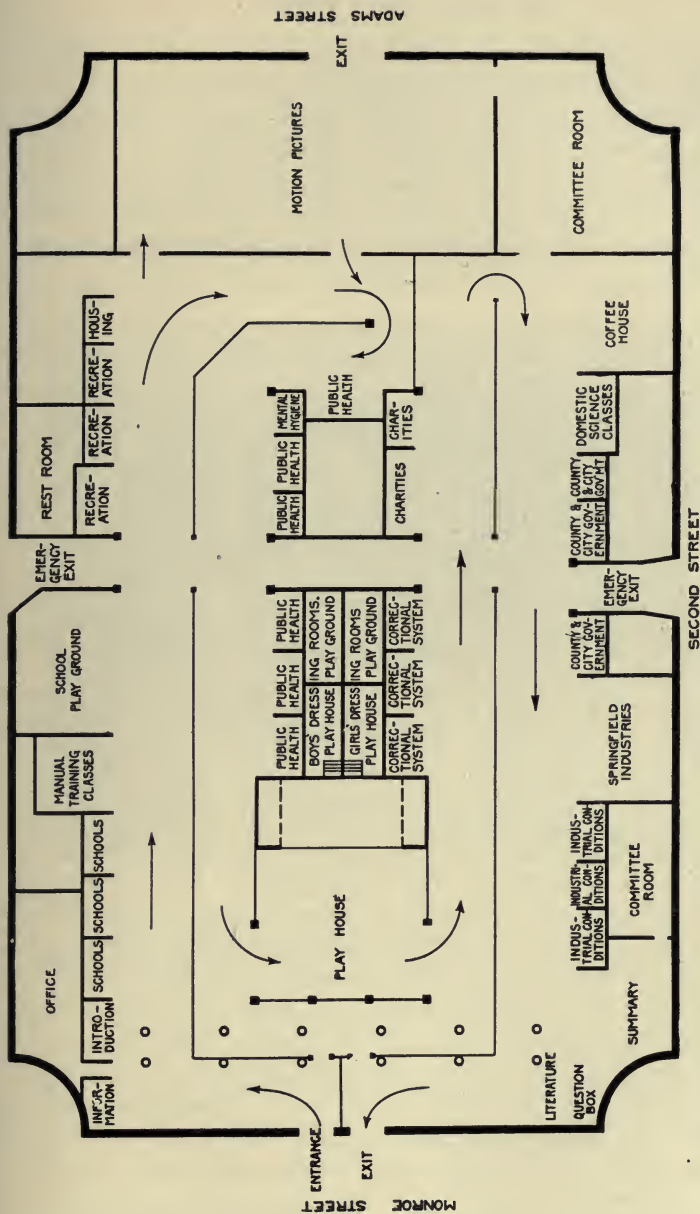 ADAMS STREET
EXIT
MOTION PICTURES
COMMITTEE ROOM
HOUS-
ING
RECRE-
ATION
RECRE-
ATION
RECRE-
ATION
REST ROOM
EMER-
GENCY
EXIT
SCHOOL
PLAY GROUND
MANUAL
TRAINING
CLASSES
SCHOOLS
SCHOOLS
SCHOOLS
OFFICE
INTRO-
DUCTION
INFOR-
MATION
PUBLIC
HEALTH
MENTAL
HYGIENE
PUBLIC
HEALTH
PUBLIC
HEALTH
CHAR-
ITIES
CHARITIES
PUBLIC
HEALTH
PUBLIC
HEALTH
PUBLIC
HEALTH
BOYS DRESSING ROOMS.
PLAY HOUSE PLAY GROUND
GIRLS' DRESSING ROOMS
PLAY HOUSE PLAY GROUND
CORREC-
TIONAL
SYSTEM
CORREC-
TIONAL
SYSTEM
CORREC-
TIONAL
SYSTEM
PLAY HOUSE
COFFEE
HOUSE
DOMESTIC
SCIENCE
CLASSES
COUNTY
& CITY
GOV'MT
COUNTY &
CITY GOV-
ERNMENT
EMER-
GENCY
EXIT
COUNTY &
CITY GOV-
ERNMENT
SPRINGFIELD
INDUSTRIES
INDUS-
TRIAL CON-
DITIONS
INDUSTRI-
AL CON-
DITIONS
INDUS-
TRIAL CON-
DITIONS
COMMITTEE
ROOM
SUMMARY
LITERATURE
QUESTION
BOX
ENTRANCE
EXIT
MONROE STREET
SECOND STREET